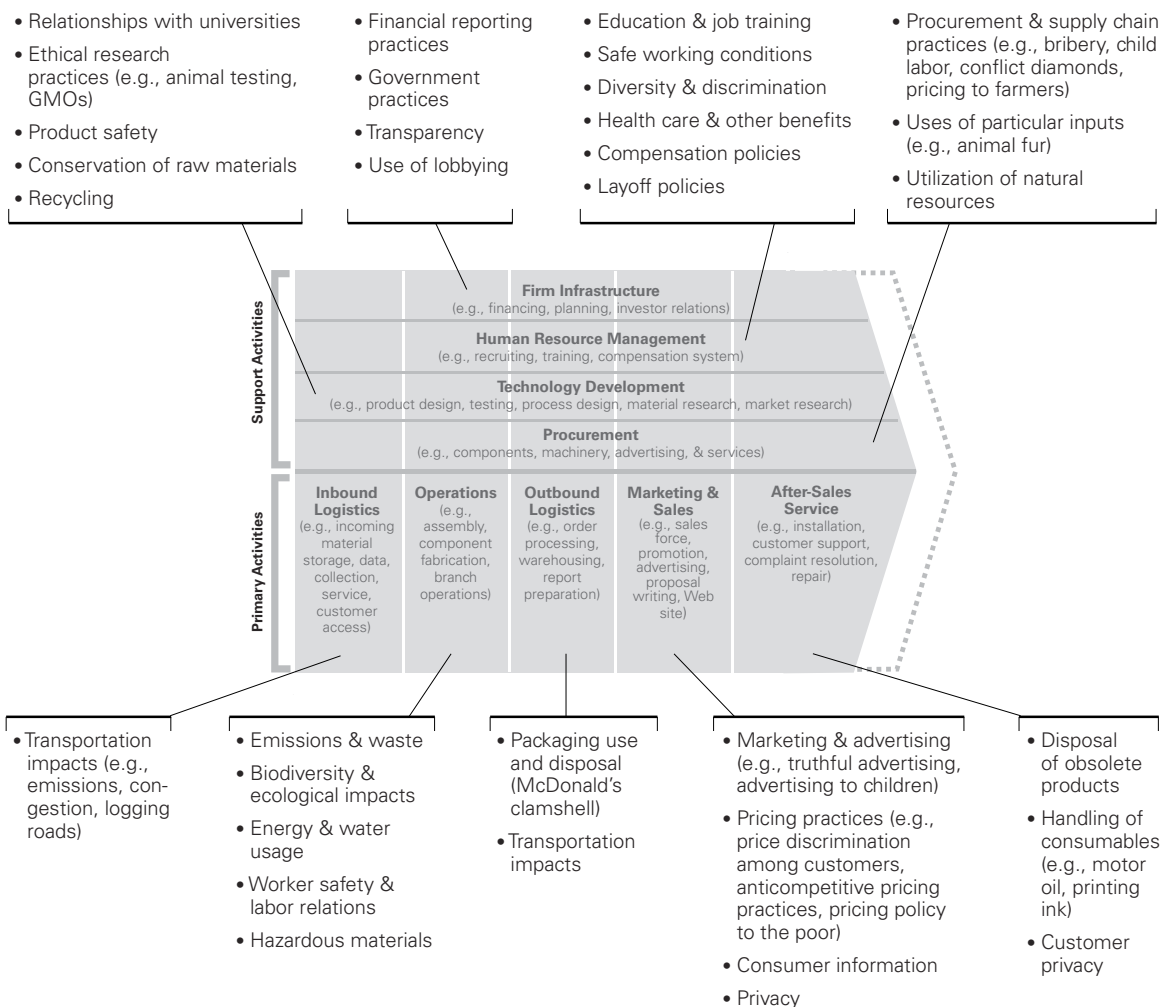 • Relationships with universities
• Ethical research
practices (e.g., animal testing,
GMOs)
• Product safety
• Conservation of raw materials
• Recycling
• Financial reporting
practices
• Government
practices
• Transparency
• Use of lobbying
• Education & job training
• Safe working conditions
• Diversity & discrimination
• Health care & other benefits
• Compensation policies
• Layoff policies
• Procurement & supply chain
practices (e.g., bribery, child
labor, conflict diamonds,
pricing to farmers)
• Uses of particular inputs
(e.g., animal fur)
• Utilization of natural
resources
Support Activities
Firm Infrastructure
(e.g., financing, planning, investor relations)
Human Resource Management
(e.g., recruiting, training, compensation system)
Technology Development
(e.g., product design, testing, process design, material research, market research)
Procurement
(e.g., components, machinery, advertising, & services)
Primary Activities
Inbound
Logistics
(e.g., incoming
material
storage, data,
collection,
service,
customer
access)
Operations
(e.g.,
assembly,
component
fabrication,
branch
operations)
Outbound
Logistics
(e.g., order
processing,
warehousing,
report
preparation)
Marketing &
Sales
(e.g., sales
force,
promotion,
advertising,
proposal
writing, Web
site)
After-Sales
Service
(e.g., installation,
customer support,
complaint resolution,
repair)
• Transportation
impacts (e.g.,
emissions, con-
gestion, logging
roads)
• Emissions & waste
• Biodiversity &
ecological impacts
• Energy & water
usage
• Worker safety &
labor relations
• Hazardous materials
• Packaging use
and disposal
(McDonald's
clamshell)
• Transportation
impacts
• Marketing & advertising
(e.g., truthful advertising,
advertising to children)
• Pricing practices (e.g.,
price discrimination
among customers,
anticompetitive pricing
practices, pricing policy
to the poor)
• Consumer information
• Privacy
• Disposal
of obsolete
products
• Handling of
consumables
(e.g., motor
oil, printing
ink)
• Customer
privacy